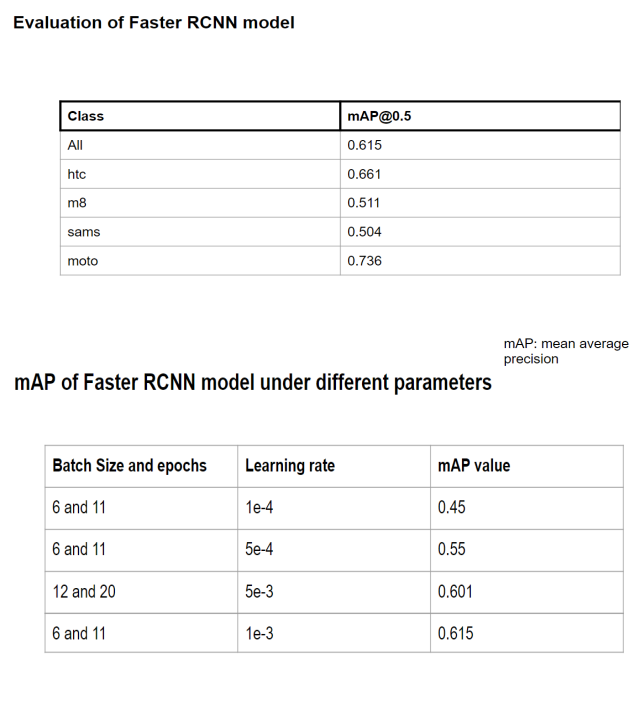 Evaluation of Faster RCNN model
Class mAP@0.5
All 0.615
htc 0.661
m8 0.511
sams 0.504
moto 0.736
mAP: mean average
precision
mAP of Faster RCNN model under different parameters
Batch Size and epochs Learning rate mAP value
6 and 11 1e-4 0.45
6 and 11 5e-4 0.55
12 and 20 5e-3 0.601
6 and 11 1e-3 0.615